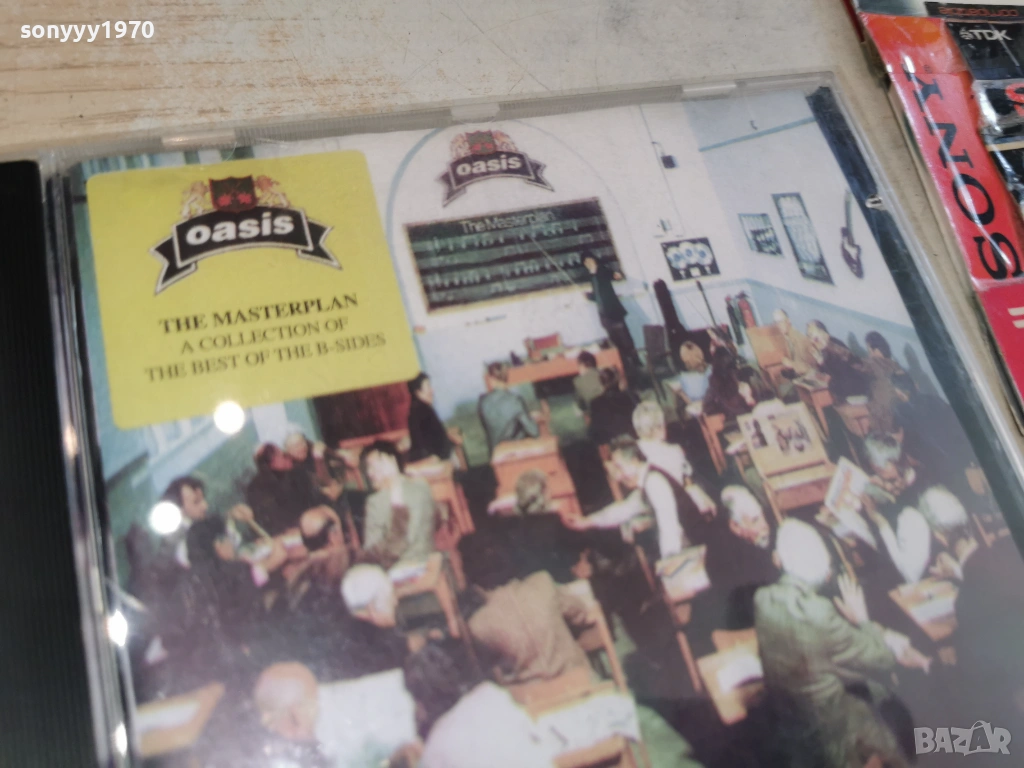 sonyyy1970
TDK
SONY
oasis
THE MASTERPLAN
A COLLECTION OF
THE BEST OF THE B-SIDES
oasis
The Masterplan
BAZAR